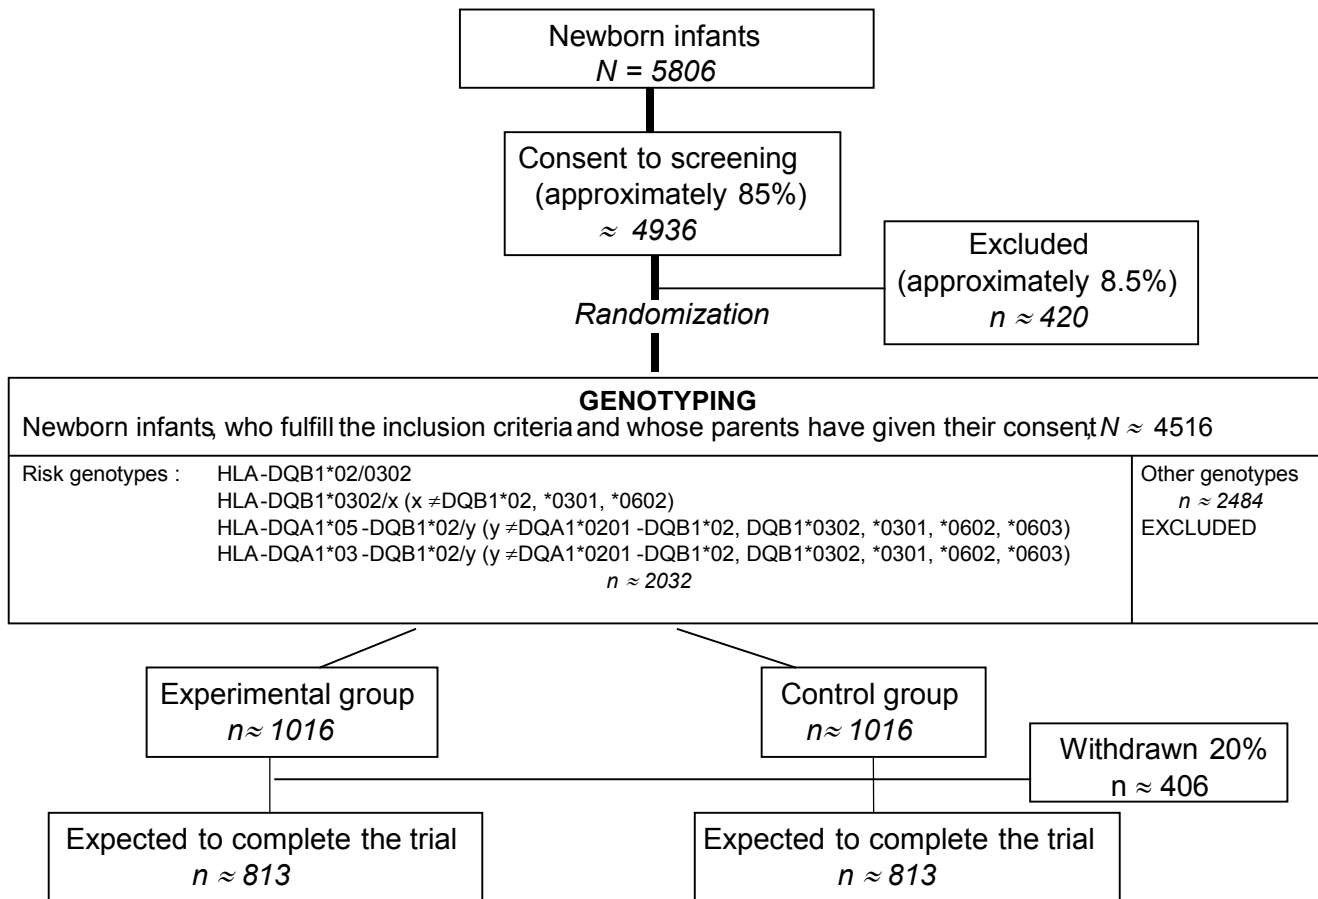 Newborn infants
N = 5806
Consent to screening
(approximately 85%)
≈ 4936
Excluded
(approximately 8.5%)
n ≈ 420
Randomization
GENOTYPING
Newborn infants, who fulfill the inclusion criteria and whose parents have given their consent, N ≈ 4516
Risk genotypes : HLA-DQB1*02/0302
HLA-DQB1*0302/x (x ≠DQB1*02, *0301, *0602)
HLA-DQA1*05-DQB1*02/y (y ≠DQA1*0201-DQB1*02, DQB1*0302, *0301, *0602, *0603)
HLA-DQA1*03-DQB1*02/y (y ≠DQA1*0201-DQB1*02, DQB1*0302, *0301, *0602, *0603)
n ≈ 2032
Other genotypes
n ≈ 2484
EXCLUDED
Experimental group
n≈ 1016
Control group
n≈ 1016
Withdrawn 20%
n ≈ 406
Expected to complete the trial
n ≈ 813
Expected to complete the trial
n ≈ 813